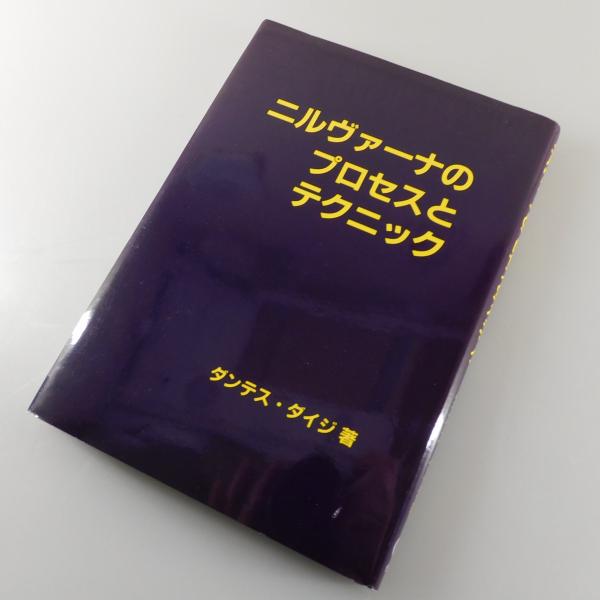 ニルヴァーナの
プロセスと
テクニック
ダンテス・ダイジ 著